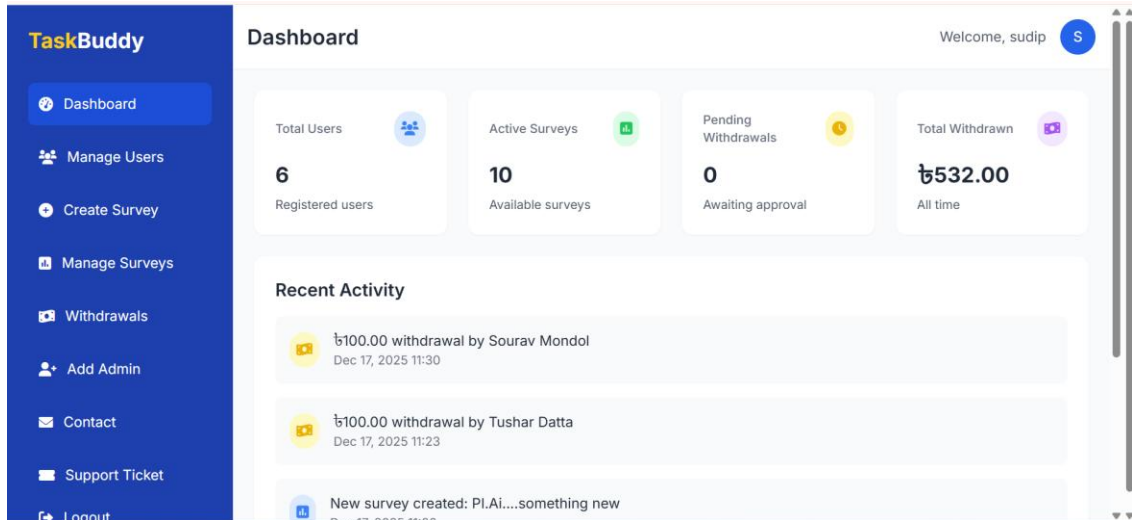 TaskBuddy
Dashboard
Manage Users
Create Survey
Manage Surveys
Withdrawals
Add Admin
Contact
Support Ticket
Logout
Dashboard
Welcome, sudip
S
Total Users
6
Registered users
Active Surveys
10
Available surveys
Pending
Withdrawals
0
Awaiting approval
Total Withdrawn
৳532.00
All time
Recent Activity
৳100.00 withdrawal by Sourav Mondol
Dec 17, 2025 11:30
৳100.00 withdrawal by Tushar Datta
Dec 17, 2025 11:23
New survey created: PI.Ai....something new